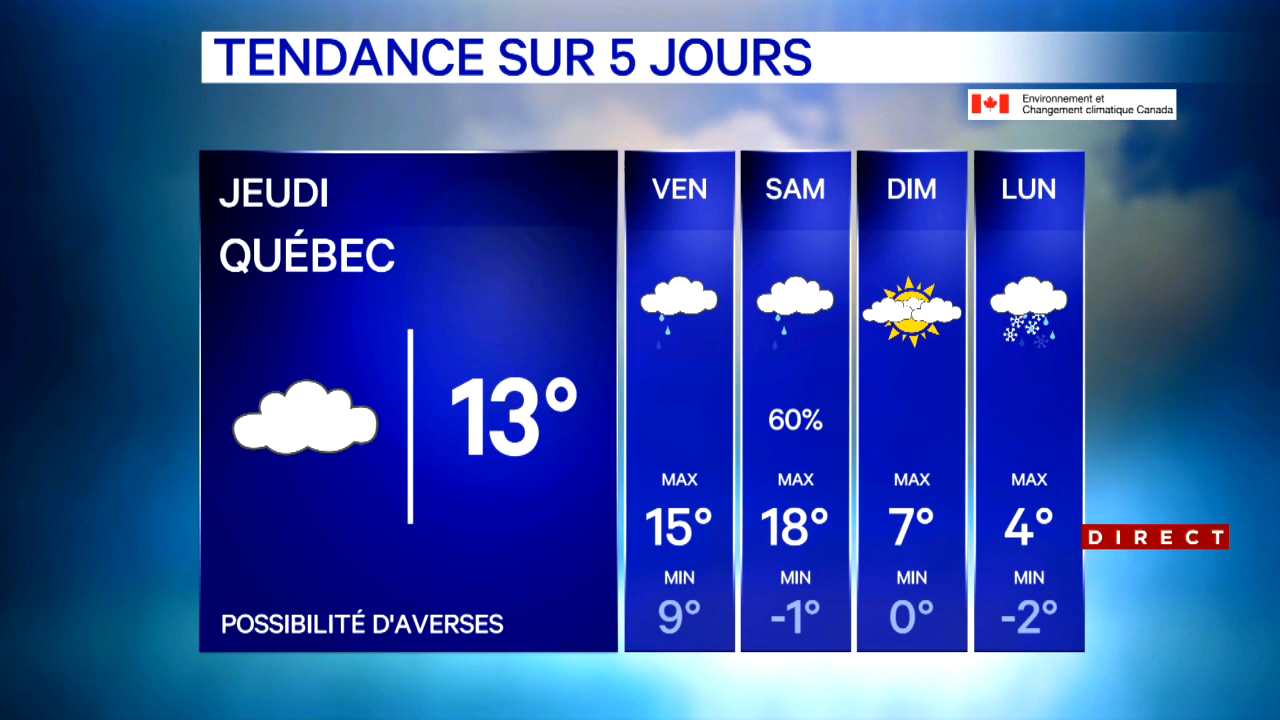 TENDANCE SUR 5 JOURS
Environnement et
Changement climatique Canada
JEUDI
QUÉBEC
13°
POSSIBILITÉ D'AVERSES
VEN
MAX
15°
MIN
9°
SAM
60%
MAX
18°
MIN
-1°
DIM
MAX
7°
MIN
0°
LUN
MAX
4°
MIN
-2°
DIRECT